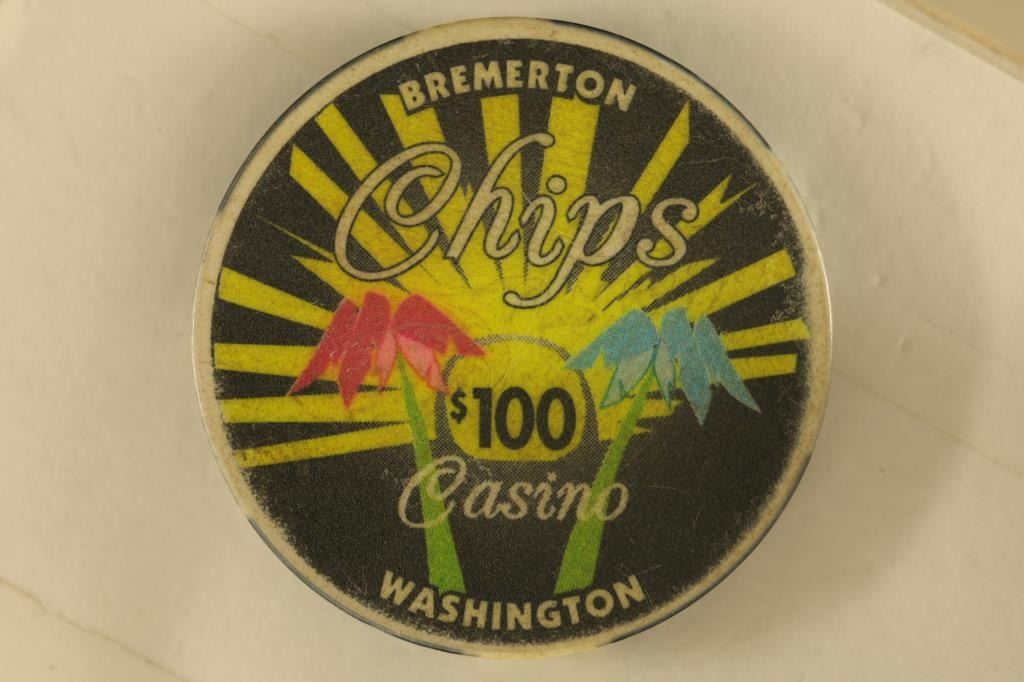 BREMERTON
Chips
$100
Casino
WASHINGTON